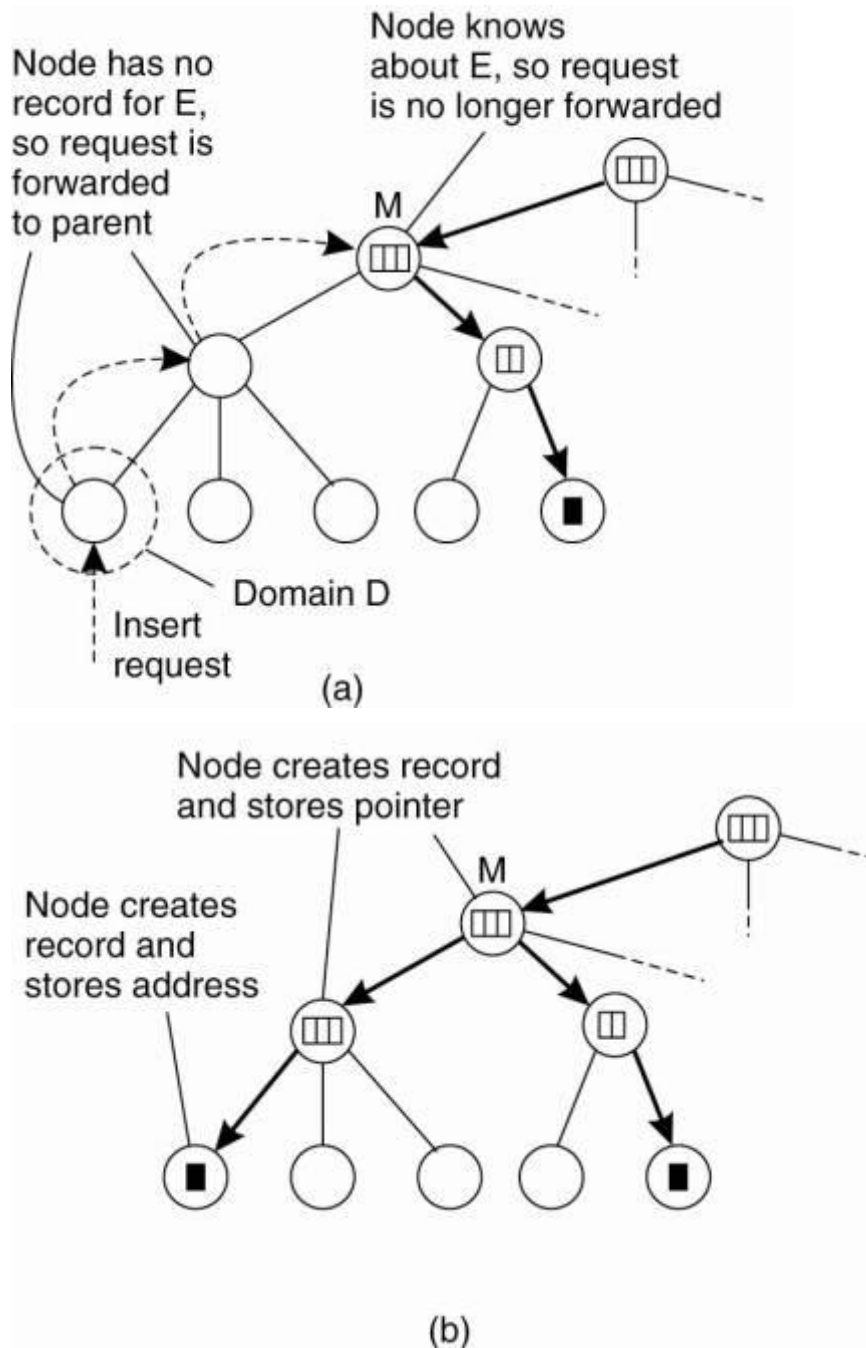 Node has no
record for E,
so request is
forwarded
to parent
Node knows
about E, so request
is no longer forwarded
M
Domain D
Insert
request
(a)
Node creates record
and stores pointer
M
Node creates
record and
stores address
(b)